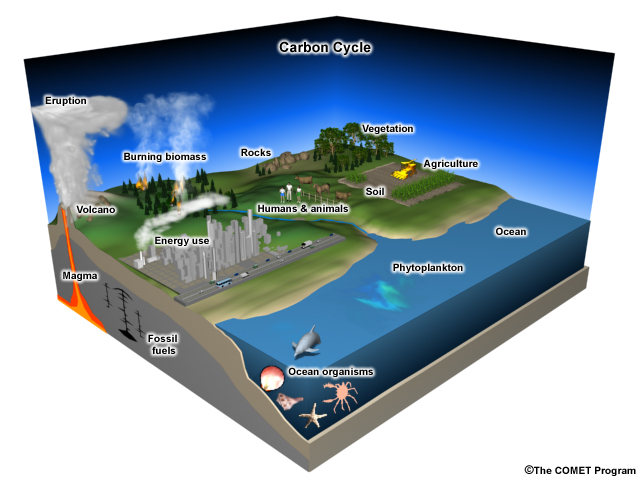 Carbon Cycle
Eruption
Vegetation
Burning biomass
Rocks
Agriculture
Soil
Volcano
Humans & animals
Ocean
Energy use
Phytoplankton
Magma
Fossil
fuels
Ocean organisms
©The COMET Program